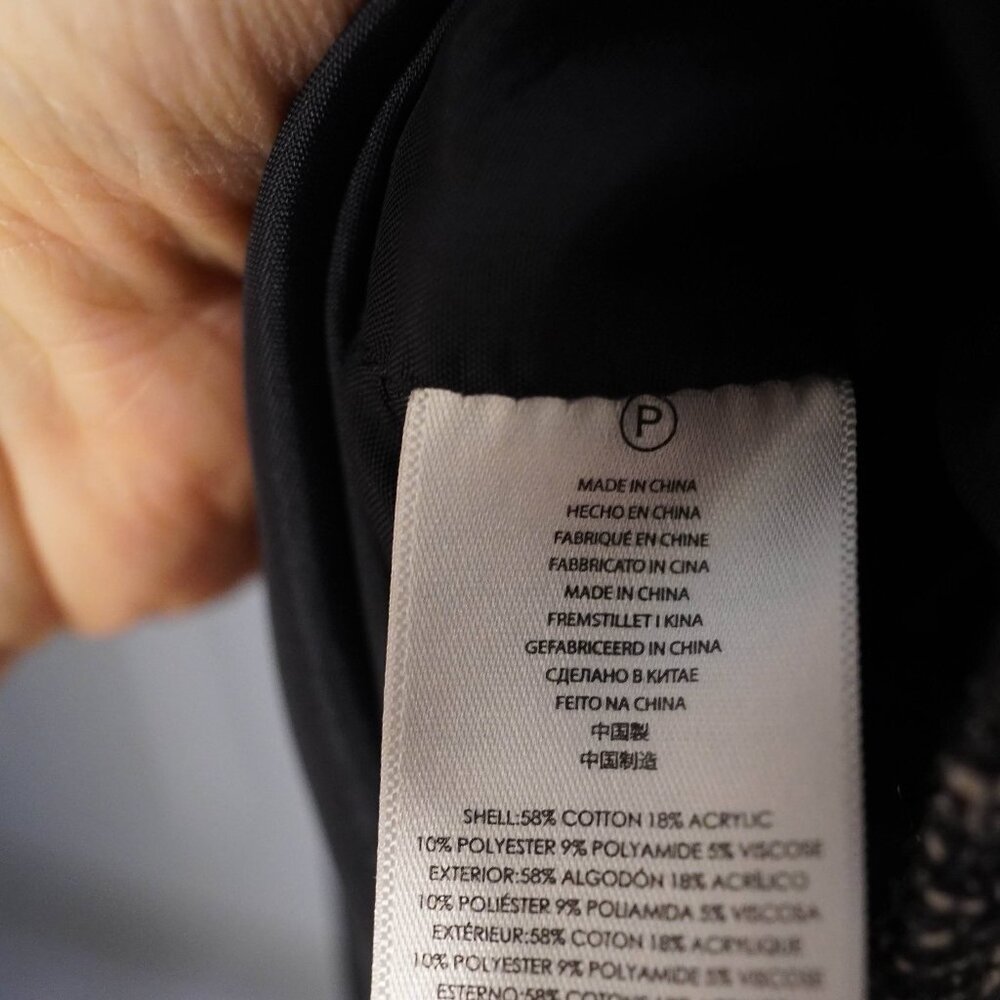 P
MADE IN CHINA
HECHO EN CHINA
FABRIQUÉ EN CHINE
FABBRICATO IN CINA
MADE IN CHINA
FREMSTILLET I KINA
GEFABRICEERD IN CHINA
СДЕЛАНО В КИТАЕ
FEITO NA CHINA
中国製
中国制造
SHELL:58% COTTON 18% ACRYLIC
10% POLYESTER 9% POLYAMIDE 5% VISCOSE
EXTERIOR:58% ALGODÓN 18% ACRÍLICO
10% POLIÉSTER 9% POLIAMIDA 5% VISCOSA
EXTÉRIEUR:58% COTON 18% ACRYLIQUE
10% POLYESTER 9% POLYAMIDE 5% VISCOSE
ESTERNO:58%